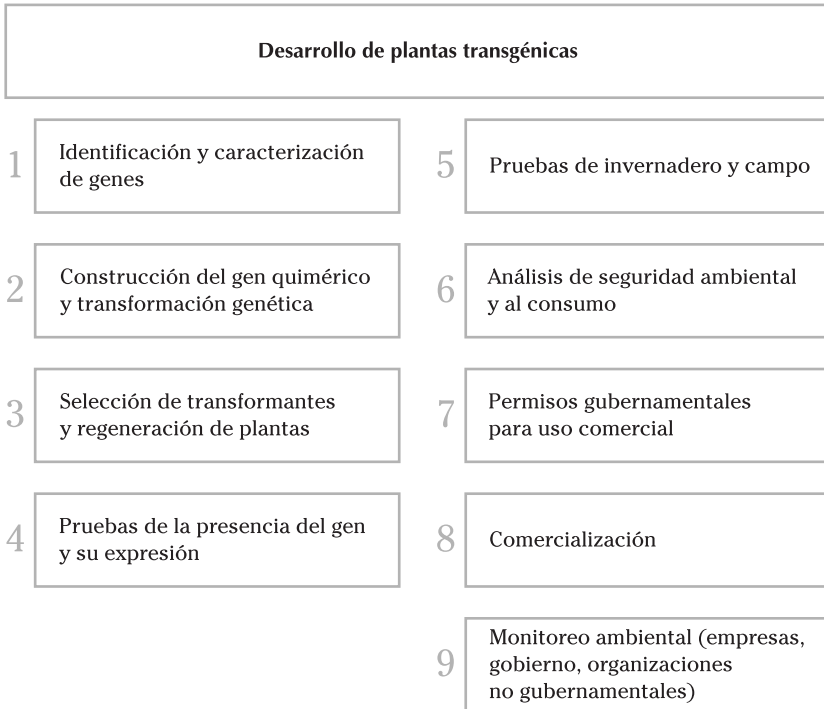 Desarrollo de plantas transgénicas
1
Identificación y caracterización
de genes
2
Construcción del gen quimérico
y transformación genética
3
Selección de transformantes
y regeneración de plantas
4
Pruebas de la presencia del gen
y su expresión
5
Pruebas de invernadero y campo
6
Análisis de seguridad ambiental
y al consumo
7
Permisos gubernamentales
para uso comercial
8
Comercialización
9
Monitoreo ambiental (empresas,
gobierno, organizaciones
no gubernamentales)